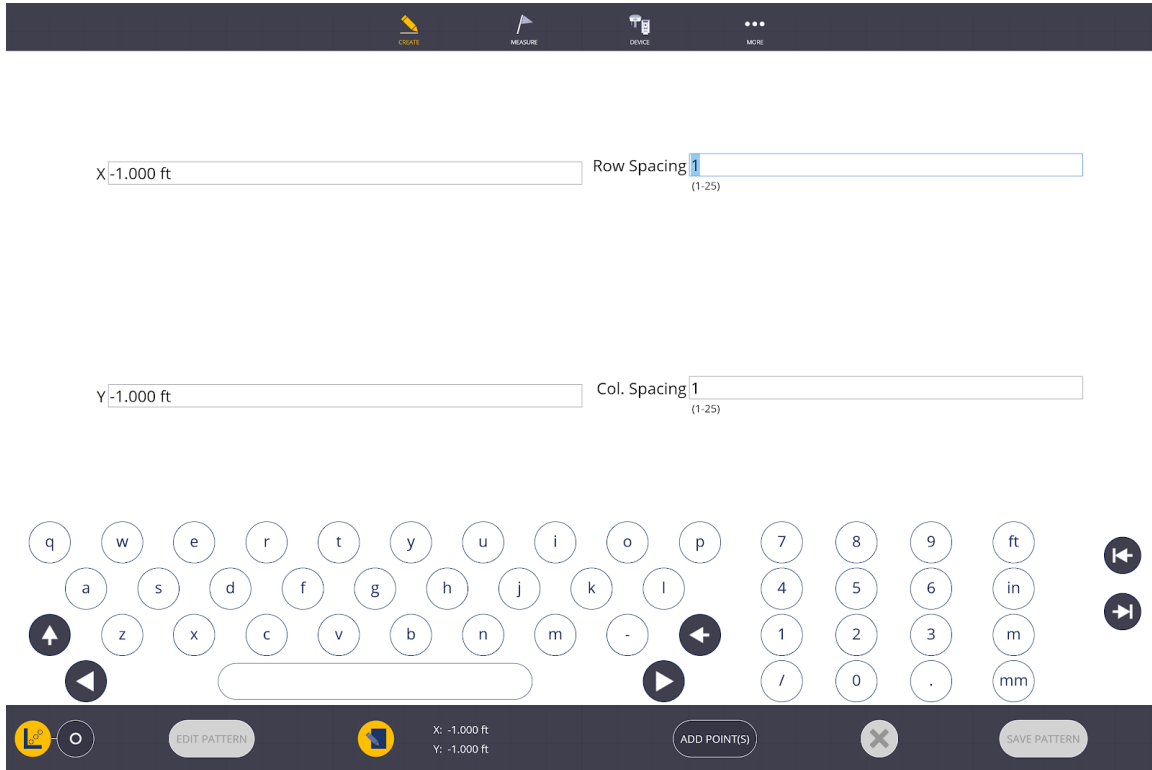 CREATE MEASURE DEVICE MORE
X -1.000 ft Row Spacing 1
(1-25)
Y -1.000 ft Col. Spacing 1
(1-25)
q w e r t y u i o p 7 8 9 ft
a s d f g h j k l 4 5 6 in
z x c v b n m - 1 2 3 m
/ 0 . mm
EDIT PATTERN X: -1.000 ft ADD POINT(S) SAVE PATTERN
Y: -1.000 ft